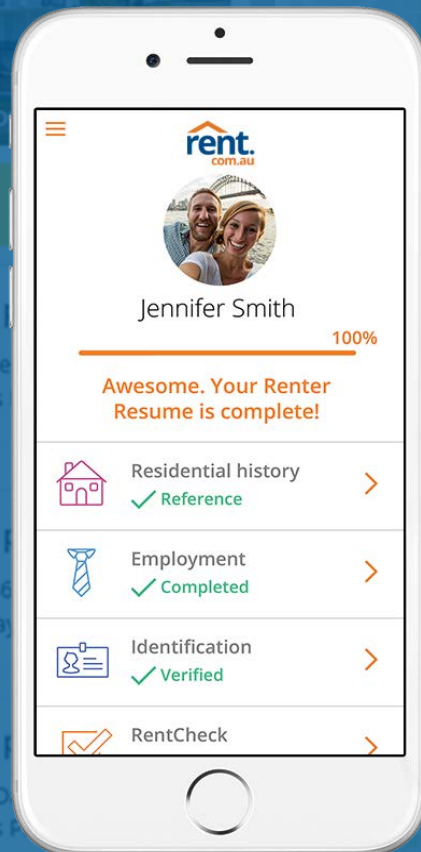 rent.
com.au
Jennifer Smith
100%
Awesome. Your Renter
Resume is complete!
Residential history
Reference
Employment
Completed
Identification
Verified
RentCheck